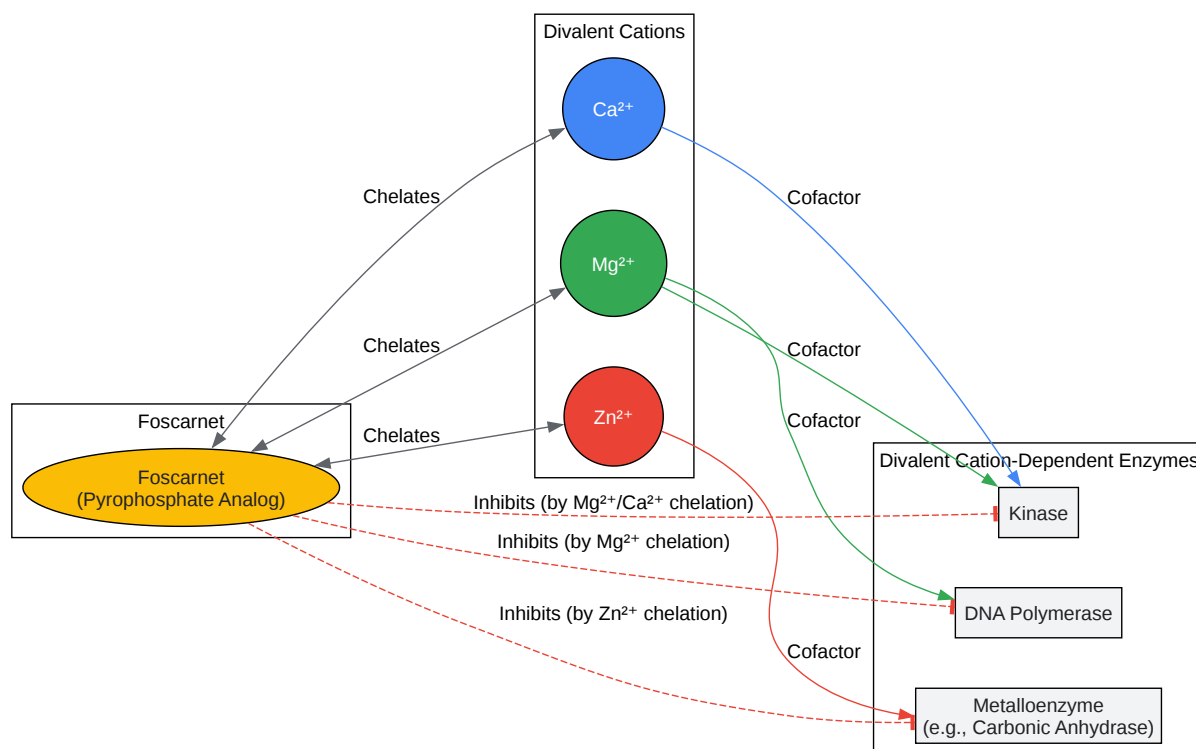 Divalent Cations
Ca²⁺
Chelates
Cofactor
Mg²⁺
Chelates
Cofactor
Zn²⁺
Foscarnet
Cofactor
Chelates
Divalent Cation-Dependent Enzymes
Foscarnet
(Pyrophosphate Analog)
Inhibits (by Mg²⁺/Ca²⁺ chelation)
Kinase
Inhibits (by Mg²⁺ chelation)
Inhibits (by Zn²⁺ chelation)
DNA Polymerase
Cofactor
Metalloenzyme
(e.g., Carbonic Anhydrase)